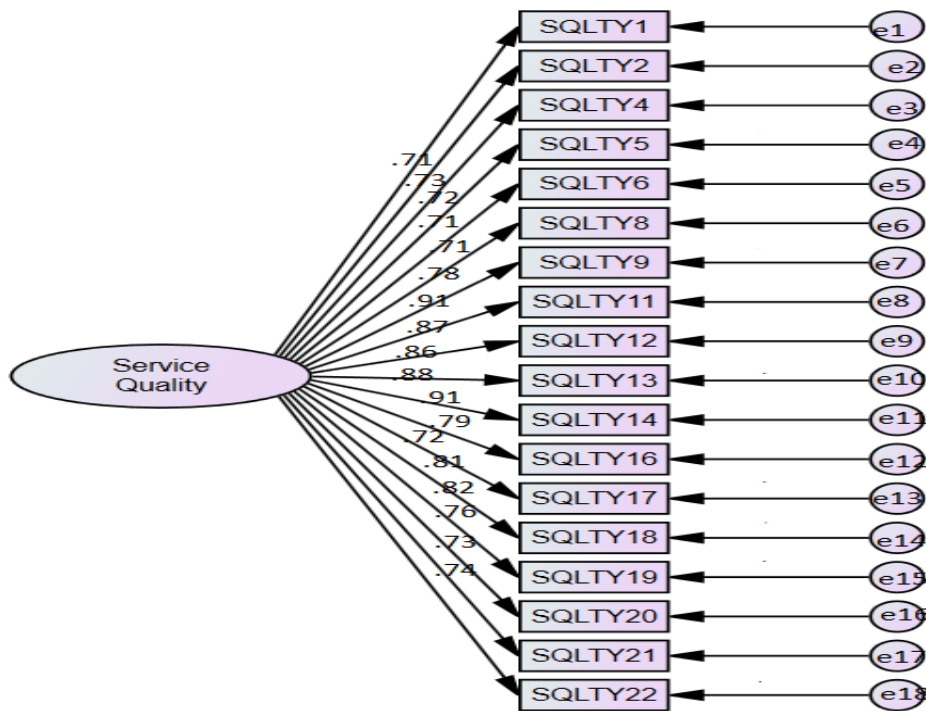 SQLTY1 e1
SQLTY2 e2
SQLTY4 e3
SQLTY5 e4
.71
SQLTY6 e5
.73
.72
SQLTY8 e6
.71
.71
SQLTY9 e7
.78
SQLTY11 e8
.91
.87
SQLTY12 e9
.86
Service
Quality
.88
SQLTY13 e10
.91
SQLTY14 e11
.79
.72
SQLTY16 e12
.81
.82
SQLTY17 e13
.76
SQLTY18 e14
.73
.74
SQLTY19 e15
SQLTY20 e16
SQLTY21 e17
SQLTY22 e18